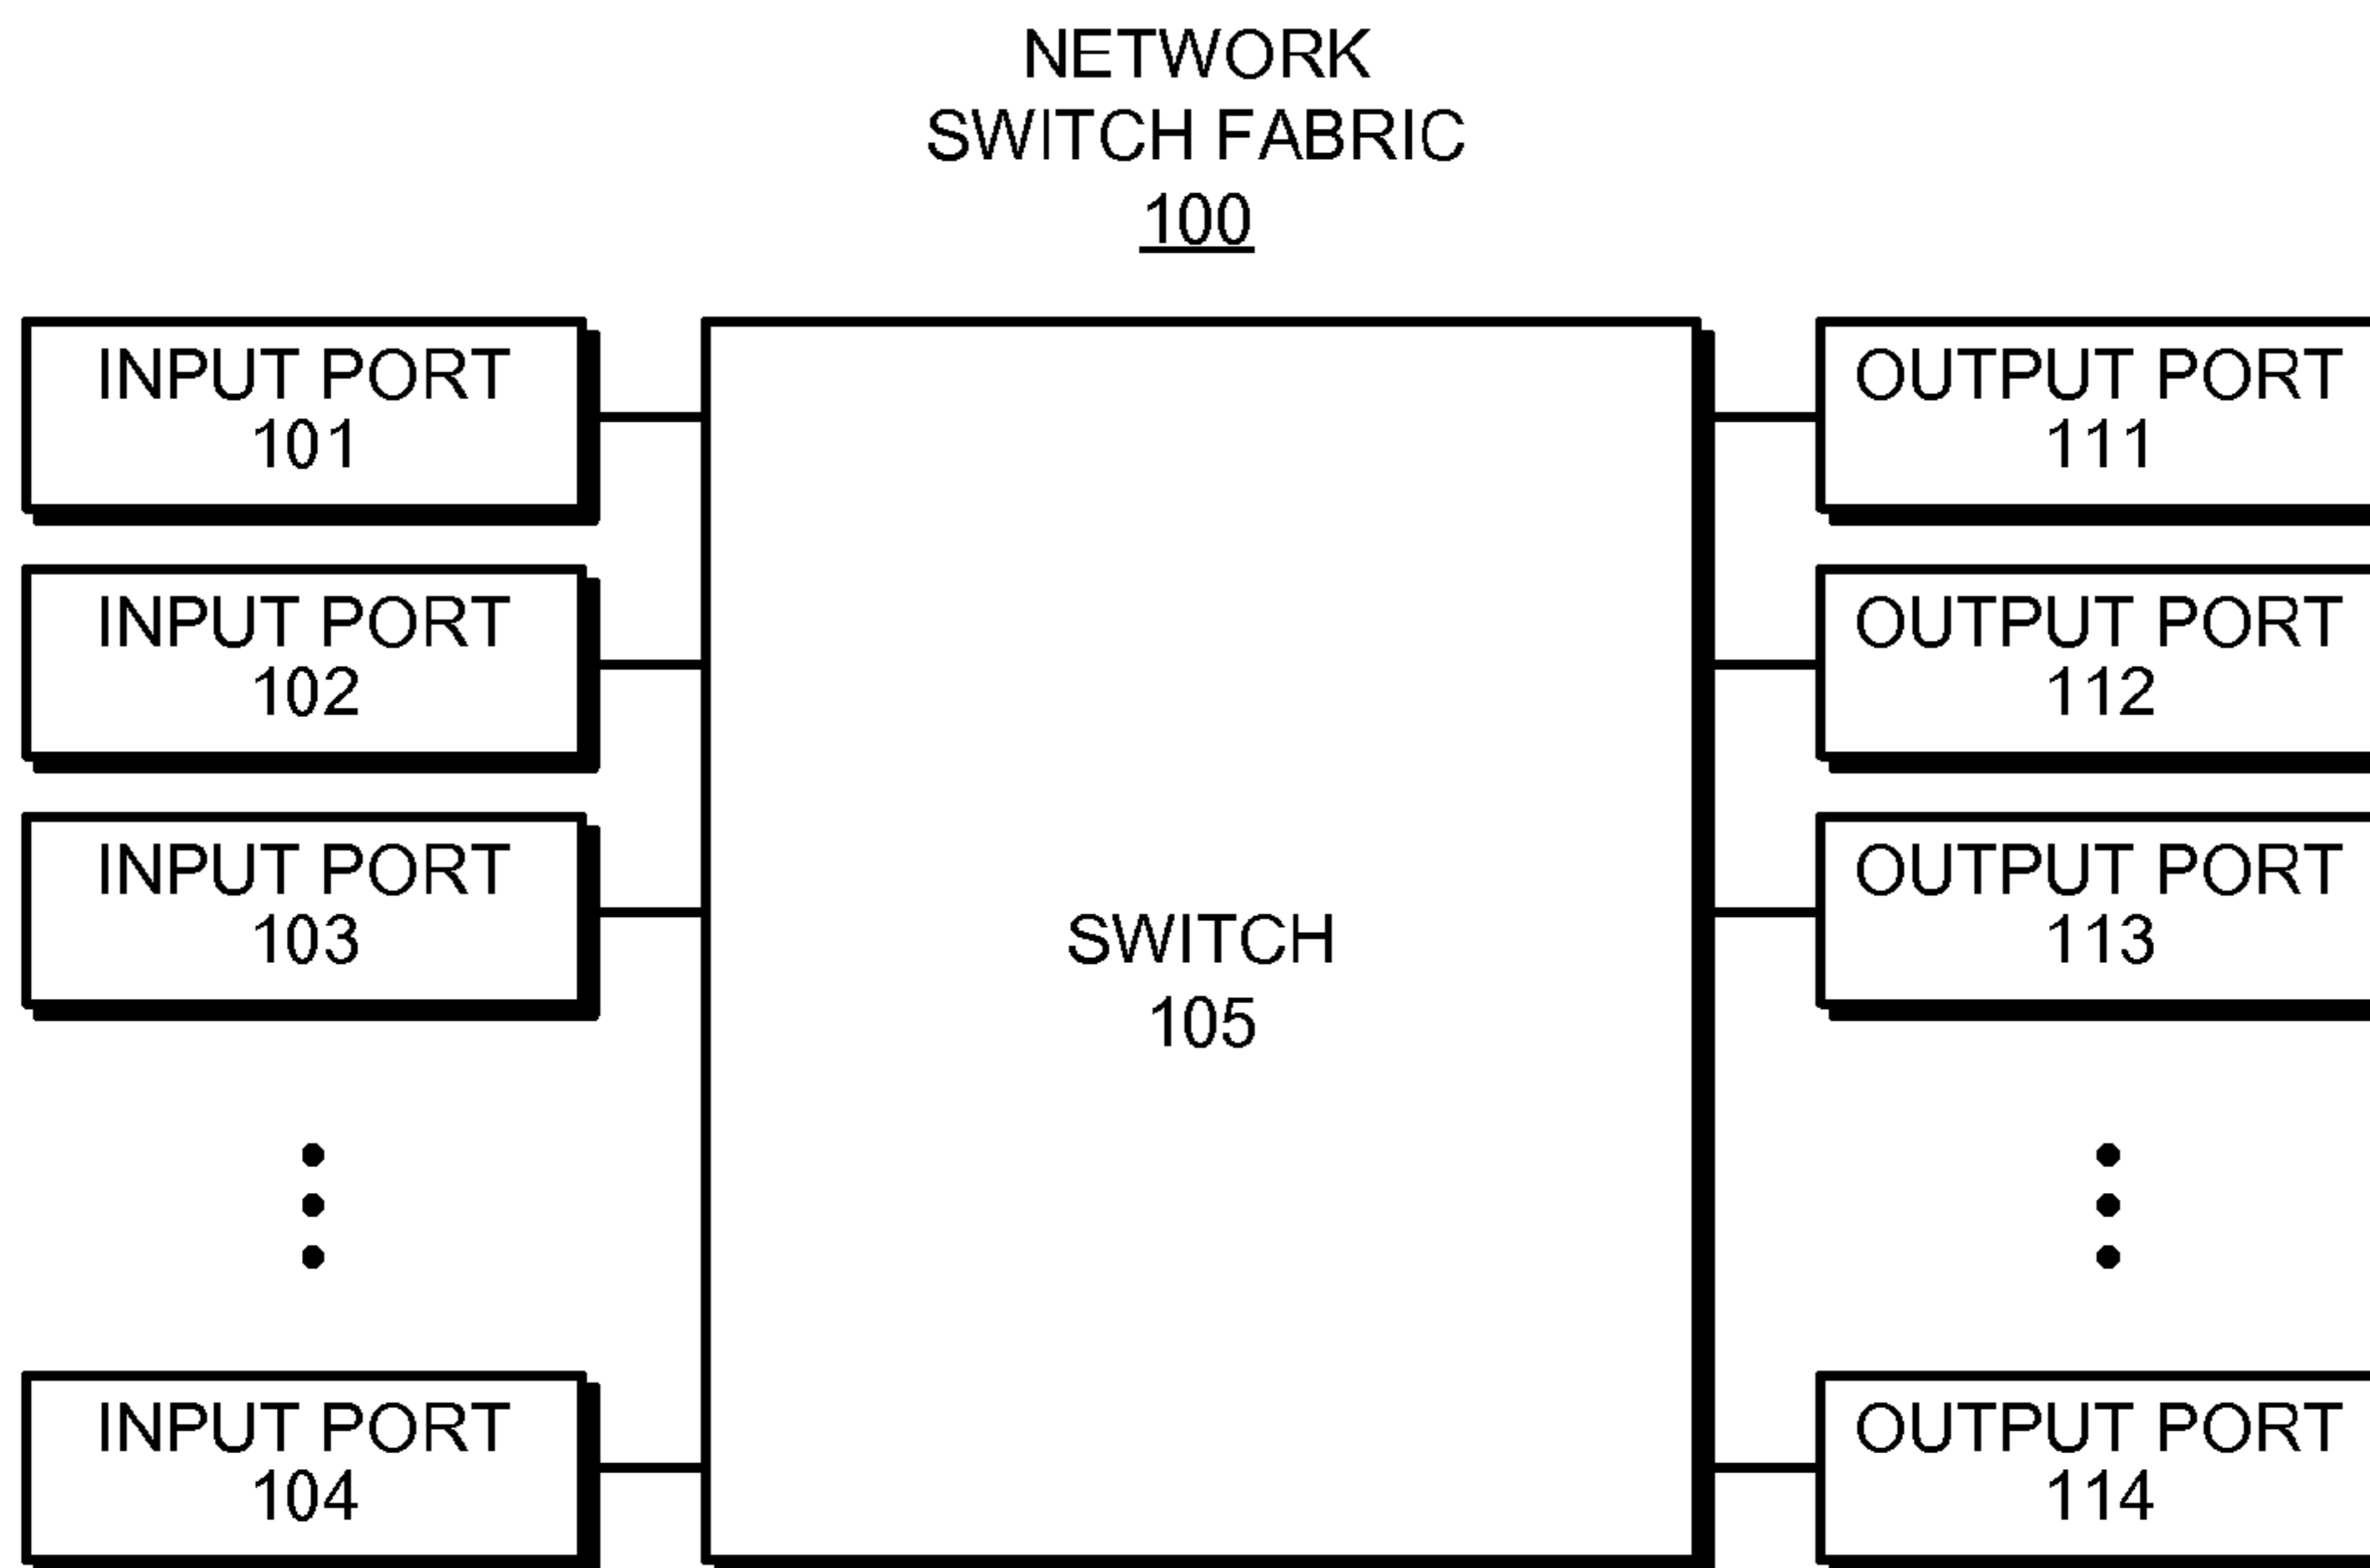 NETWORK
SWITCH FABRIC
100
INPUT PORT
101
INPUT PORT
102
INPUT PORT
103
INPUT PORT
104
SWITCH
105
OUTPUT PORT
111
OUTPUT PORT
112
OUTPUT PORT
113
OUTPUT PORT
114